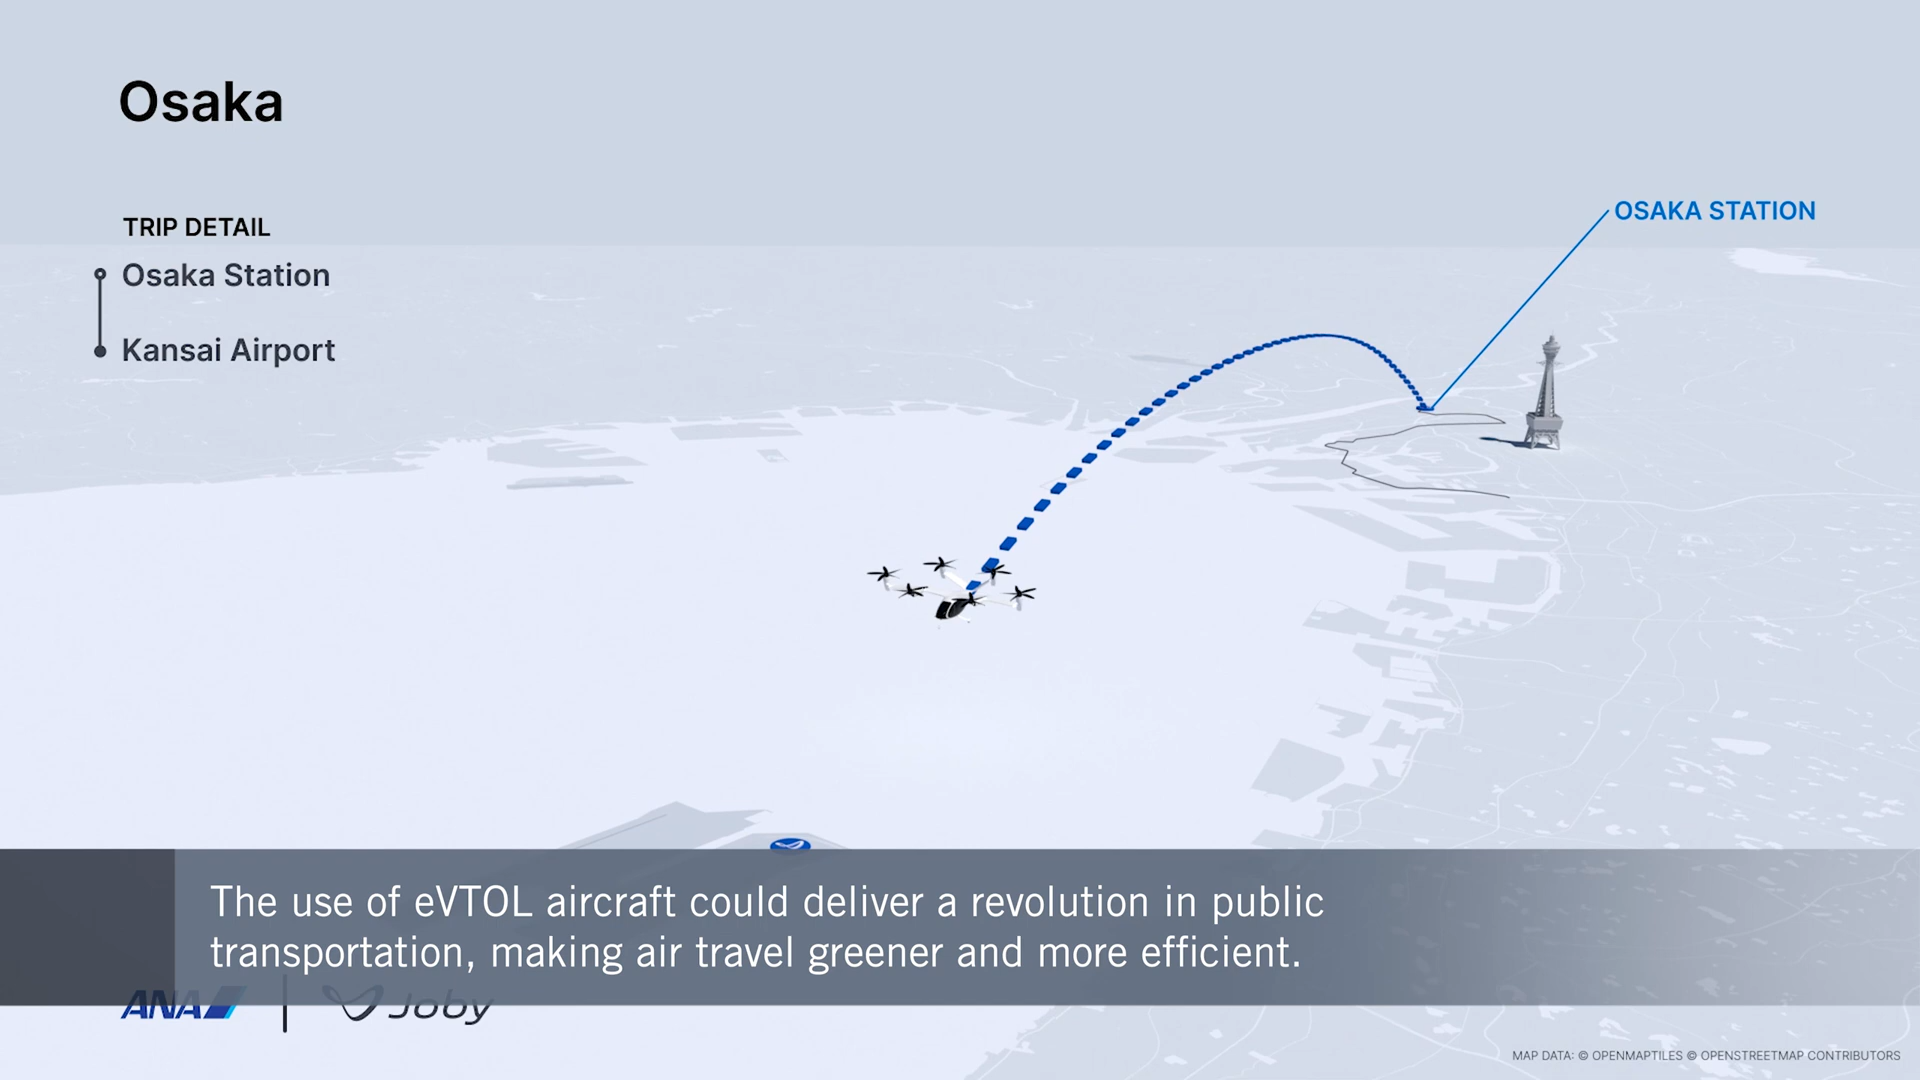 Osaka
TRIP DETAIL
Osaka Station
Kansai Airport
OSAKA STATION
The use of eVTOL aircraft could deliver a revolution in public
transportation, making air travel greener and more efficient.
ANA
Joby
MAP DATA: © OPENMAPTILES © OPENSTREETMAP CONTRIBUTORS